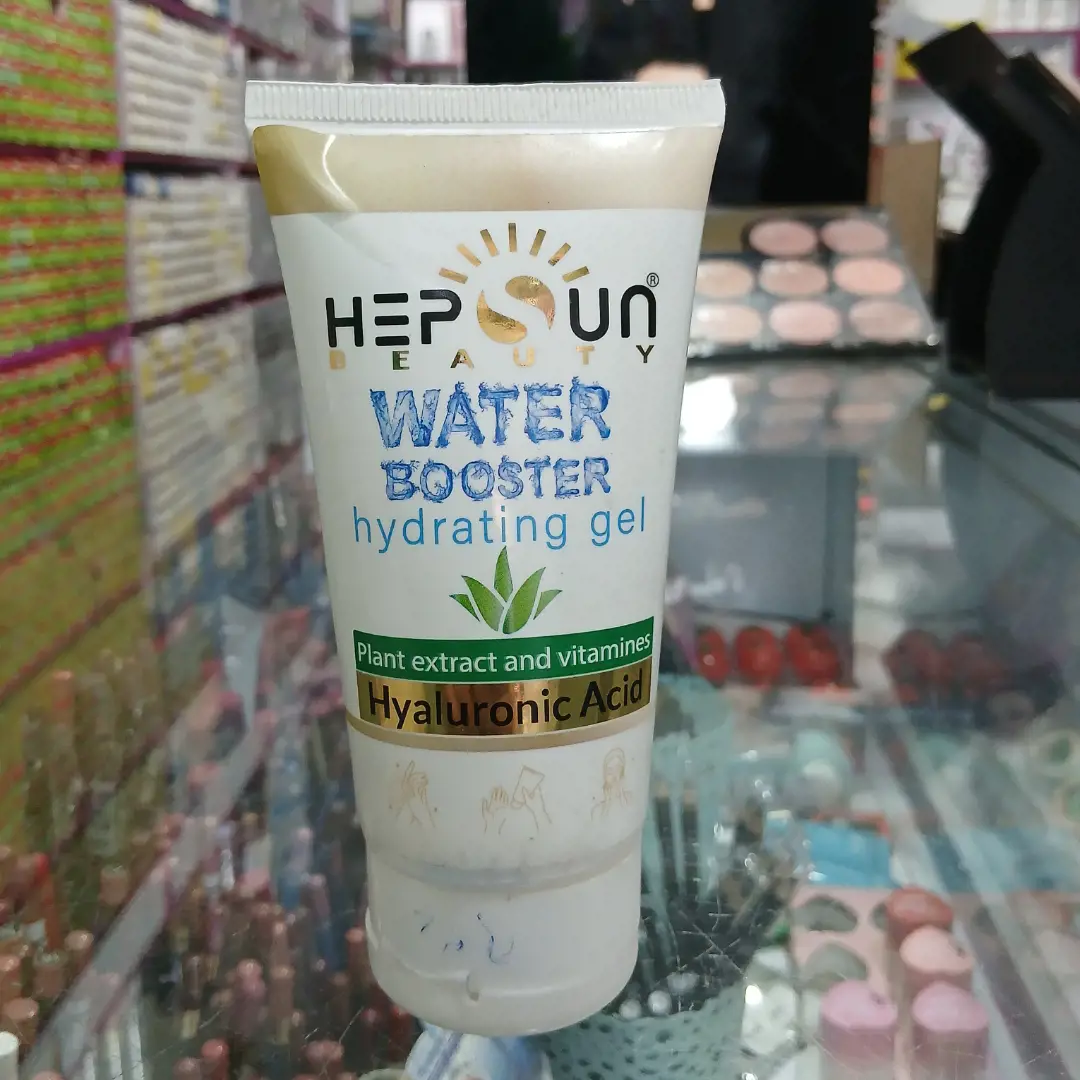 HEPSUN®
BEAUTY
WATER
BOOSTER
hydrating gel
Plant extract and vitamines
Hyaluronic Acid